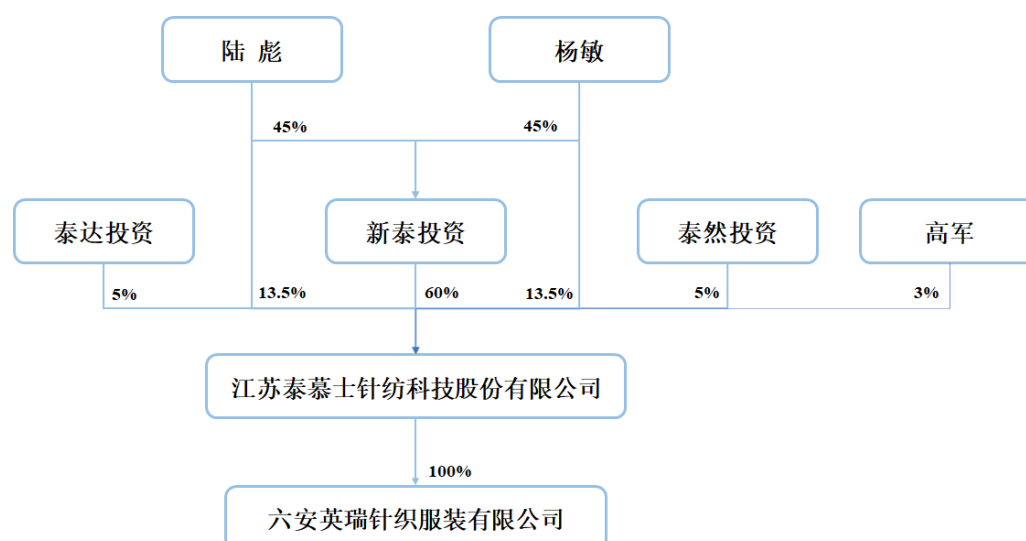 陆 彪
杨敏
45%
45%
泰达投资
新泰投资
泰然投资
高军
5%
13.5%
60%
13.5%
5%
3%
江苏泰慕士针纺科技股份有限公司
100%
六安英瑞针织服装有限公司